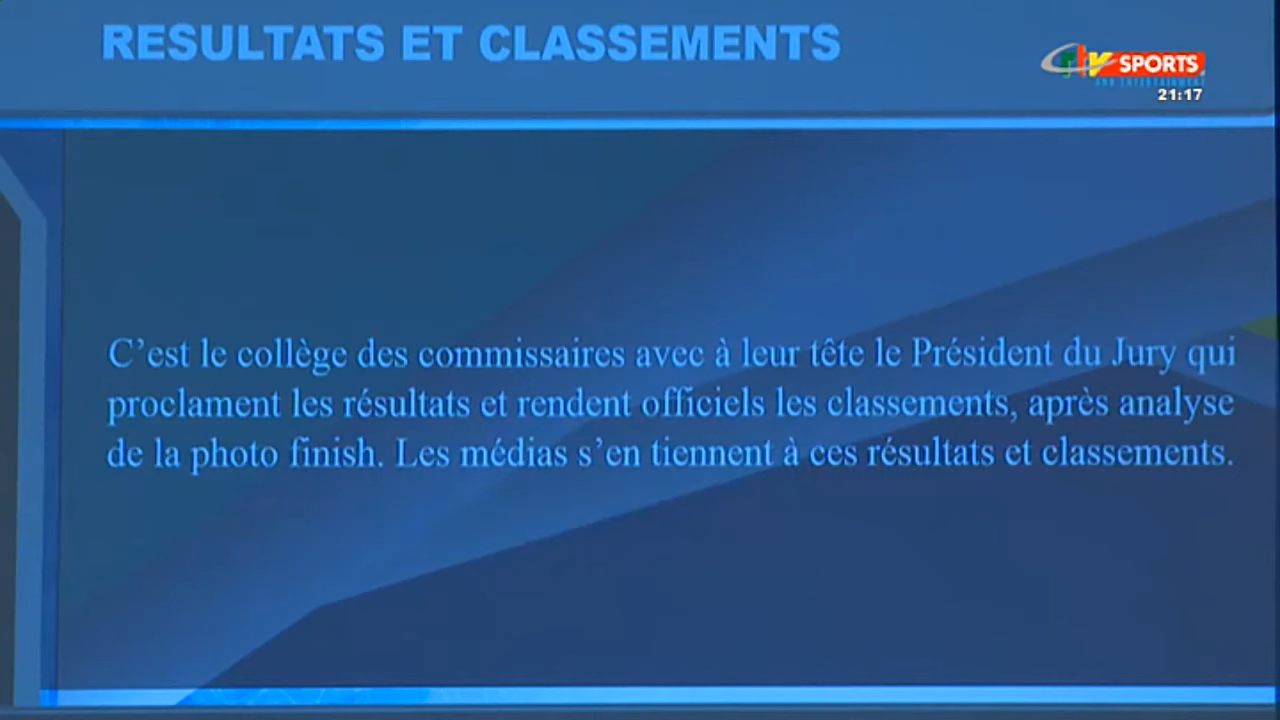 RESULTATS ET CLASSEMENTS
SPORTS
AND ENTERTAINMENT
21:17
C’est le collège des commissaires avec à leur tête le Président du Jury qui
proclament les résultats et rendent officiels les classements, après analyse
de la photo finish. Les médias s’en tiennent à ces résultats et classements.